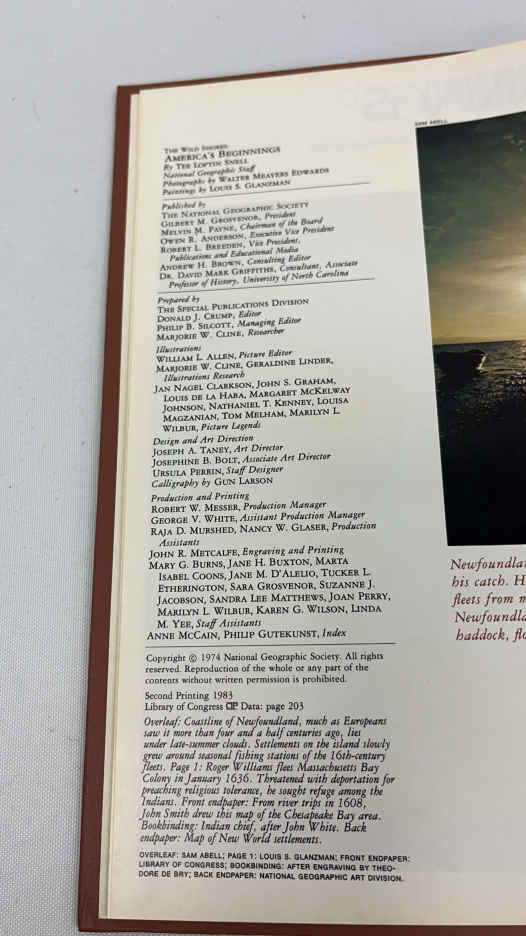 THE WILD SHORES:
AMERICA'S BEGINNINGS
By TEE LOFTIN SNELL
National Geographic Staff
Photographs by WALTER MEAYERS EDWARDS
Paintings by LOUIS S. GLANZMAN
Published by
THE NATIONAL GEOGRAPHIC SOCIETY
GILBERT M. GROSVENOR, President
MELVIN M. PAYNE, Chairman of the Board
OWEN R. ANDERSON, Executive Vice President
ROBERT L. BREEDEN, Vice President,
Publications and Educational Media
ANDREW H. BROWN, Consulting Editor
DR. DAVID MARK GRIFFITHS, Consultant, Associate
Professor of History, University of North Carolina
Prepared by
THE SPECIAL PUBLICATIONS DIVISION
DONALD J. CRUMP, Editor
PHILIP B. SILCOTT, Managing Editor
MARJORIE W. CLINE, Researcher
Illustrations
WILLIAM L. ALLEN, Picture Editor
MARJORIE W. CLINE, GERALDINE LINDER,
Illustrations Research
JAN NAGEL CLARKSON, JOHN S. GRAHAM,
LOUIS DE LA HABA, MARGARET MCKELWAY
JOHNSON, NATHANIEL T. KENNEY, LOUISA
MAGZANIAN, TOM MELHAM, MARILYN L.
WILBUR, Picture Legends
Design and Art Direction
JOSEPH A. TANEY, Art Director
JOSEPHINE B. BOLT, Associate Art Director
URSULA PERRIN, Staff Designer
Calligraphy by GUN LARSON
Production and Printing
ROBERT W. MESSER, Production Manager
GEORGE V. WHITE, Assistant Production Manager
RAJA D. MURSHED, NANCY W. GLASER, Production
Assistants
JOHN R. METCALFE, Engraving and Printing
MARY G. BURNS, JANE H. BUXTON, MARTA
ISABEL COONS, JANE M. D'ALELIO, TUCKER L.
ETHERINGTON, SARA GROSVENOR, SUZANNE J.
JACOBSON, SANDRA LEE MATTHEWS, JOAN PERRY,
MARILYN L. WILBUR, KAREN G. WILSON, LINDA
M. YEE, Staff Assistants
ANNE MCCAIN, PHILIP GUTEKUNST, Index
Copyright © 1974 National Geographic Society. All rights
reserved. Reproduction of the whole or any part of the
contents without written permission is prohibited.
Second Printing 1983
Library of Congress CIP Data: page 203
Overleaf: Coastline of Newfoundland, much as Europeans
saw it more than four and a half centuries ago, lies
under late-summer clouds. Settlements on the island slowly
grew around seasonal fishing stations of the 16th-century
fleets. Page 1: Roger Williams flees Massachusetts Bay
Colony in January 1636. Threatened with deportation for
preaching religious tolerance, he sought refuge among the
Indians. Front endpaper: From river trips in 1608,
John Smith drew this map of the Chesapeake Bay area.
Bookbinding: Indian chief, after John White. Back
endpaper: Map of New World settlements.
OVERLEAF: SAM ABELL; PAGE 1: LOUIS S. GLANZMAN; FRONT ENDPAPER:
LIBRARY OF CONGRESS; BOOKBINDING: AFTER ENGRAVING BY THEO-
DORE DE BRY; BACK ENDPAPER: NATIONAL GEOGRAPHIC ART DIVISION.
SAM ABELL
Newfoundla
his catch. H
fleets from m
Newfoundla
haddock, flo